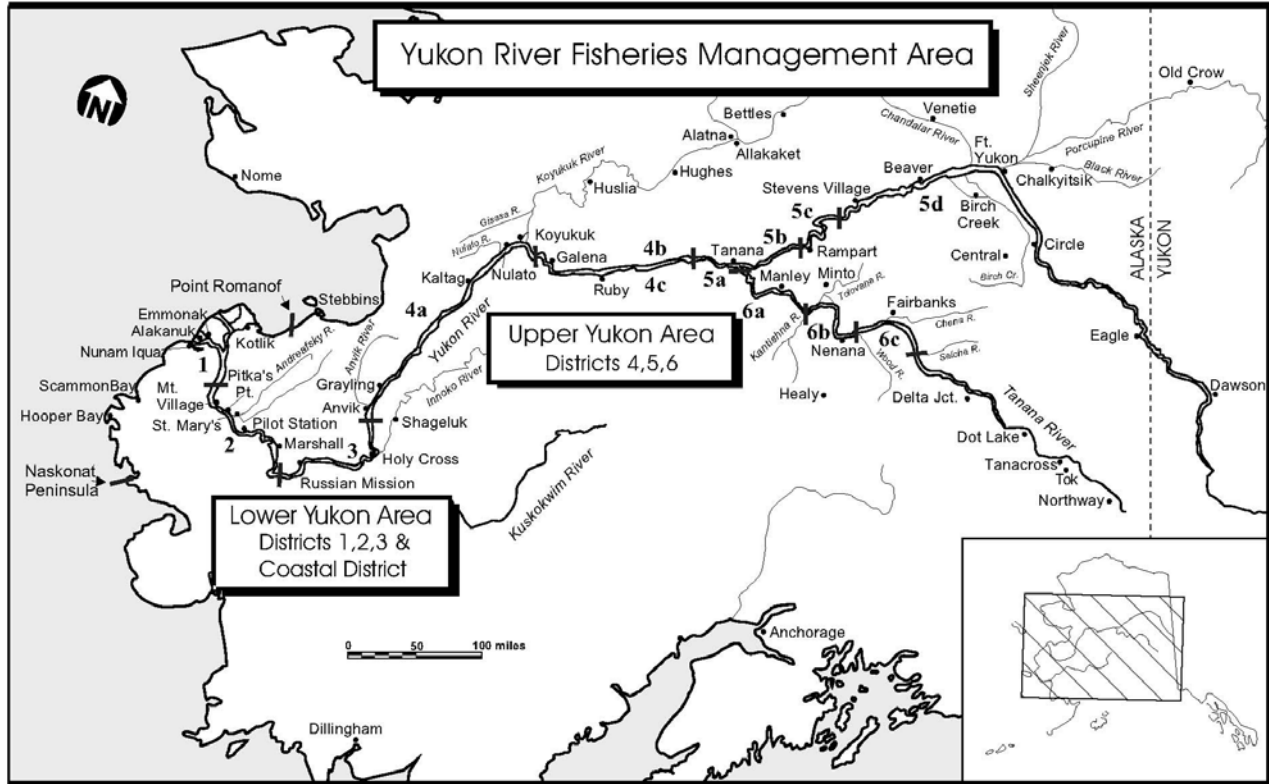 Yukon River Fisheries Management Area
N
Old Crow
Sheenjek River
Bettles
Venetie
Chandalar River
Ft.
Yukon
Porcupine River
Alatna
Allakaket
Black River
Koyukuk River
Beaver
Chalkyitsik
Nome
Huslia
Hughes
Stevens Village
5d
Birch
Creek
Gisasa R.
5c
ALASKA
YUKON
Nulato R.
Koyukuk
4b
Tanana
5b
Rampart
Central
Circle
Nulato
Galena
Birch Cr.
Kaltag
Ruby
4c
5a
Manley
Minto
Tolovana R.
Point Romanof
Stebbins
6a
Fairbanks
Emmonak
4a
Yukon River
Chena R.
Alakanuk
Kotlik
Andreafsky R.
Anvik River
Upper Yukon Area
Districts 4,5,6
Kantishna R.
6b
6c
Eagle
Nunam Iqua
Nenana
Salcha R.
1
Pitka's
Pt.
Innoko River
Wood R.
Scammon Bay
Mt.
Village
Grayling
Healy
Delta Jct.
Dawson
Hooper Bay
St. Mary's
Anvik
Shageluk
Tanana River
Pilot Station
2
Marshall
3
Holy Cross
Dot Lake
Naskonat
Peninsula
Russian Mission
Tanacross
Tok
Kuskokwim River
Northway
Lower Yukon Area
Districts 1,2,3 &
Coastal District
Anchorage
0 50 100 miles
Dillingham